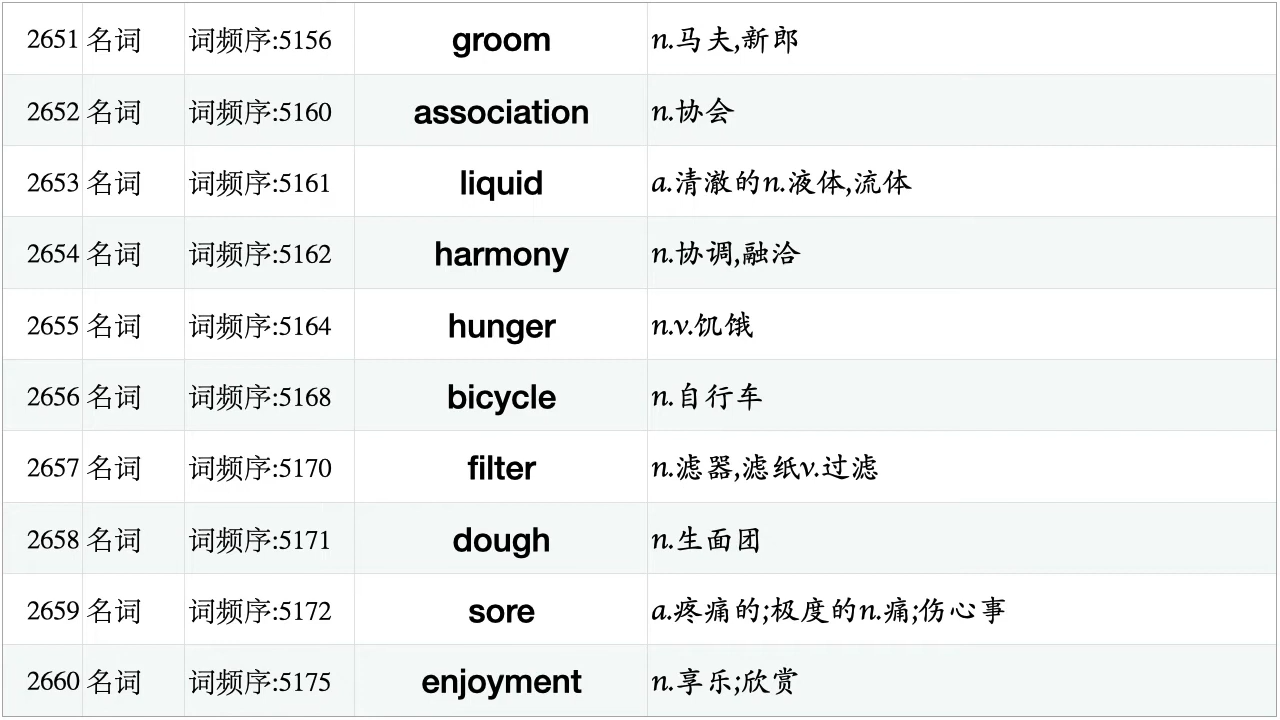 2651 名词 词频序:5156 groom n.马夫,新郎
2652 名词 词频序:5160 association n.协会
2653 名词 词频序:5161 liquid a.清澈的n.液体,流体
2654 名词 词频序:5162 harmony n.协调,融洽
2655 名词 词频序:5164 hunger n.v.饥饿
2656 名词 词频序:5168 bicycle n.自行车
2657 名词 词频序:5170 filter n.滤器,滤纸v.过滤
2658 名词 词频序:5171 dough n.生面团
2659 名词 词频序:5172 sore a.疼痛的;极度的n.痛;伤心事
2660 名词 词频序:5175 enjoyment n.享乐;欣赏